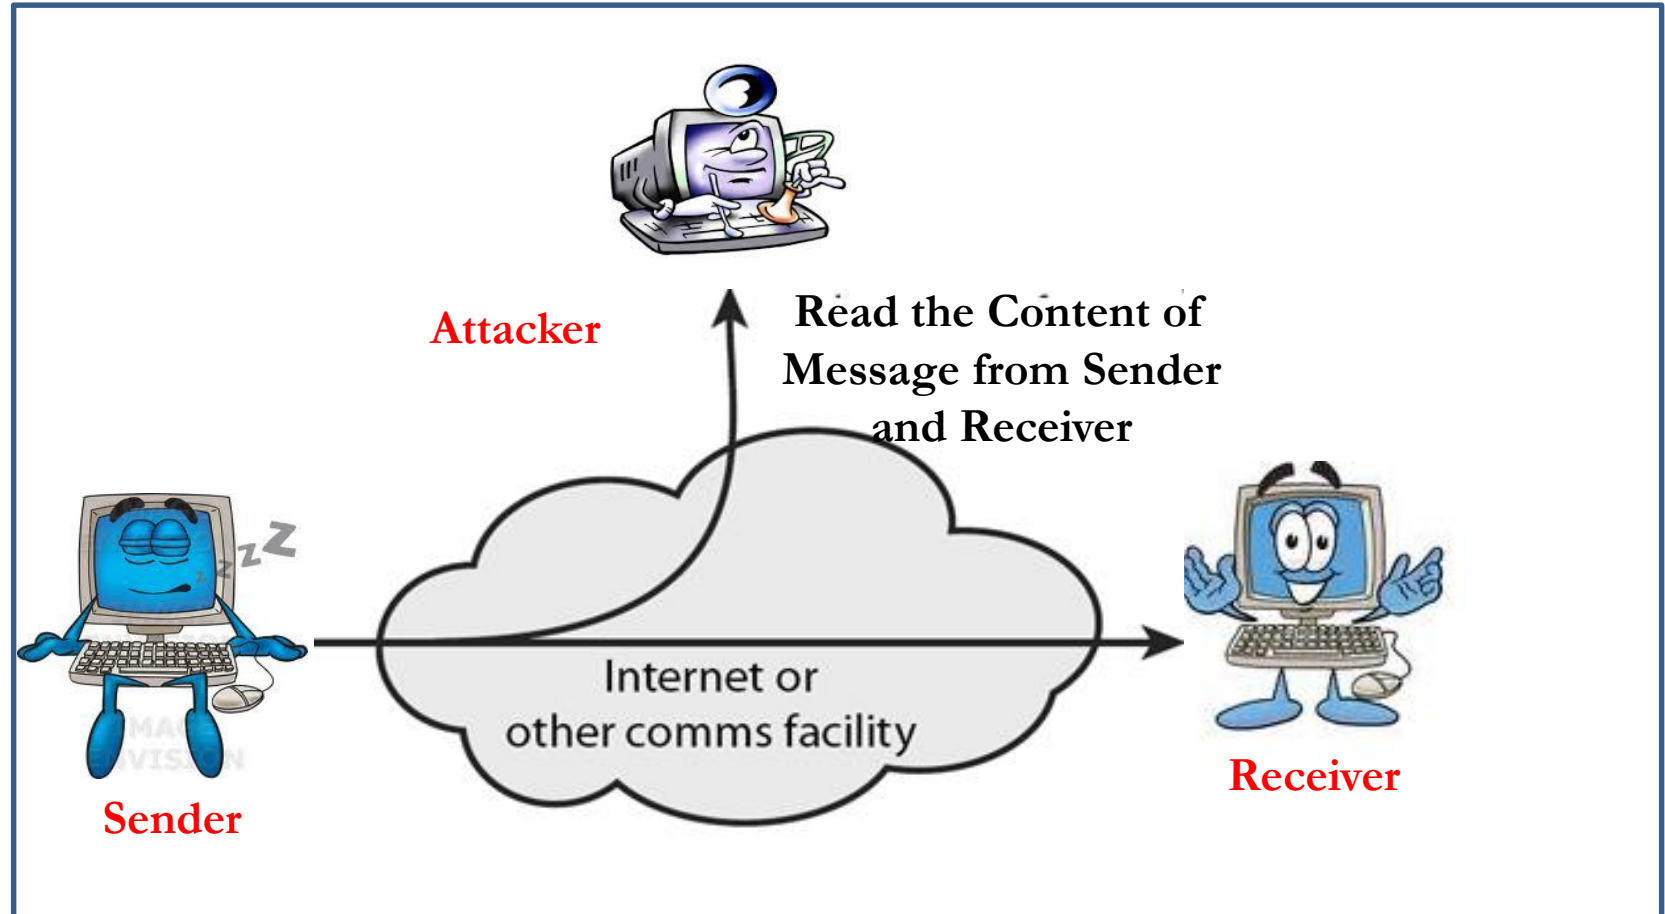 Attacker
Read the Content of
Message from Sender
and Receiver
z
z
z
Z
Internet or
other comms facility
Sender
Receiver